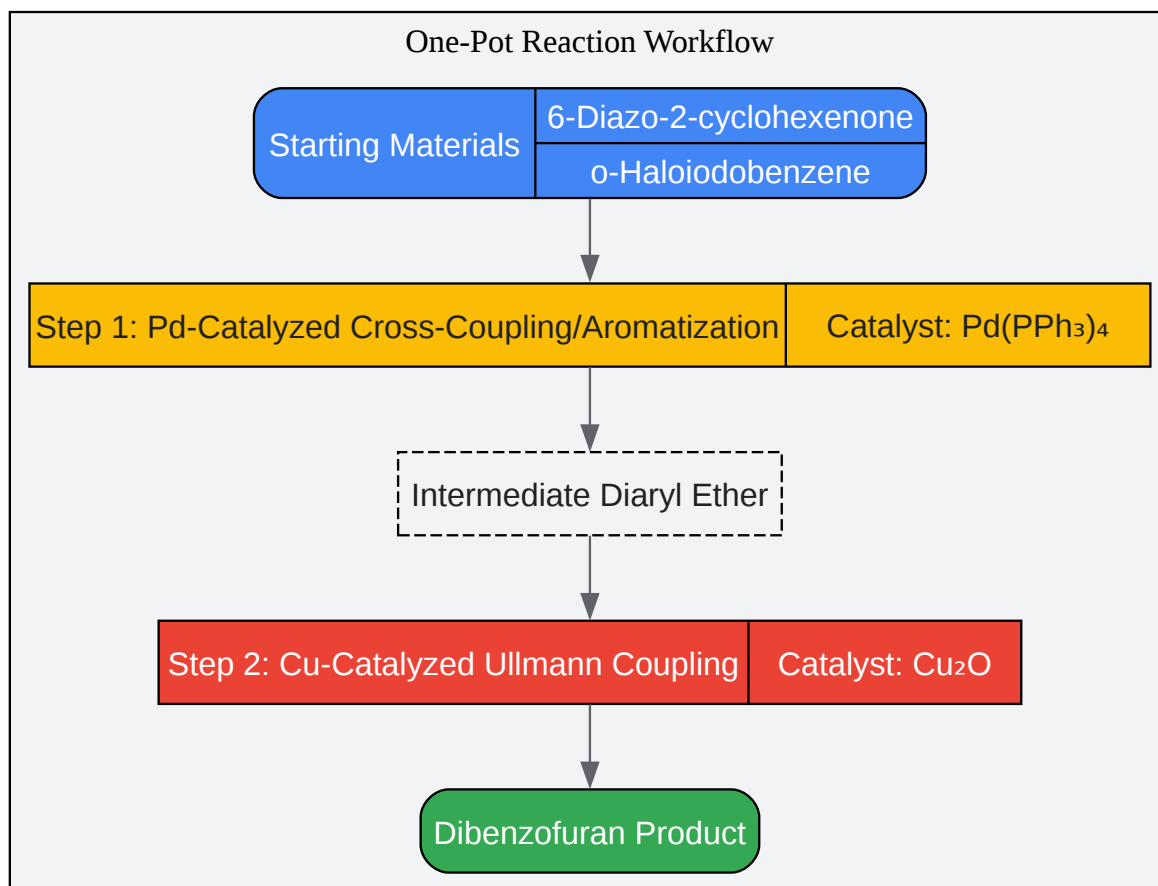 One-Pot Reaction Workflow
Starting Materials
6-Diazo-2-cyclohexenone
o-Haloiodobenzene
Step 1: Pd-Catalyzed Cross-Coupling/Aromatization
Catalyst: Pd(PPh₃)₄
Intermediate Diaryl Ether
Step 2: Cu-Catalyzed Ullmann Coupling
Catalyst: Cu₂O
Dibenzofuran Product